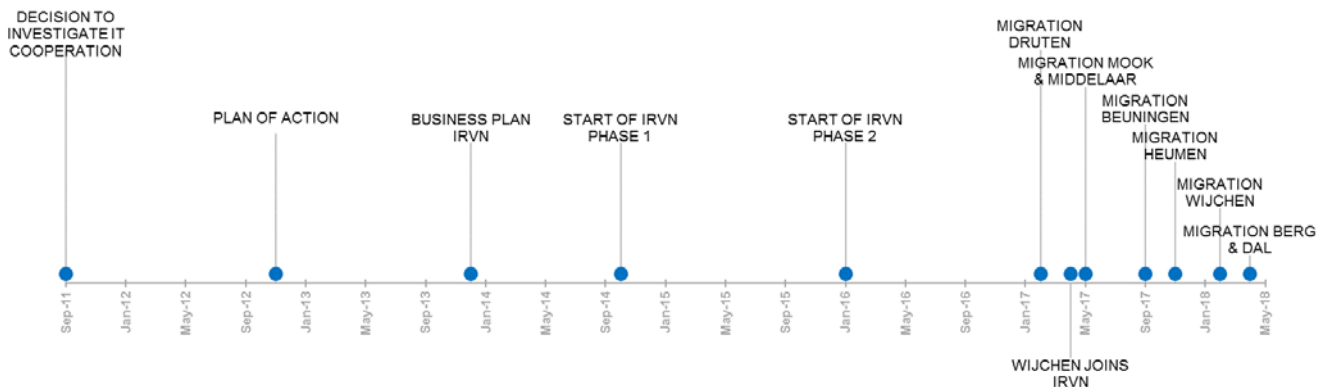 DECISION TO
INVESTIGATE IT
COOPERATION
PLAN OF ACTION
BUSINESS PLAN
IRVN
START OF IRVN
PHASE 1
START OF IRVN
PHASE 2
MIGRATION
DRUTEN
MIGRATION MOOK
& MIDDELAAR
MIGRATION
BEUNINGEN
MIGRATION
HEUMEN
MIGRATION
WIJCHEN
MIGRATION BERG
& DAL
Sep-11
Jan-12
May-12
Sep-12
Jan-13
May-13
Sep-13
Jan-14
May-14
Sep-14
Jan-15
May-15
Sep-15
Jan-16
May-16
Sep-16
Jan-17
May-17
Sep-17
Jan-18
May-18
WIJCHEN JOINS
IRVN